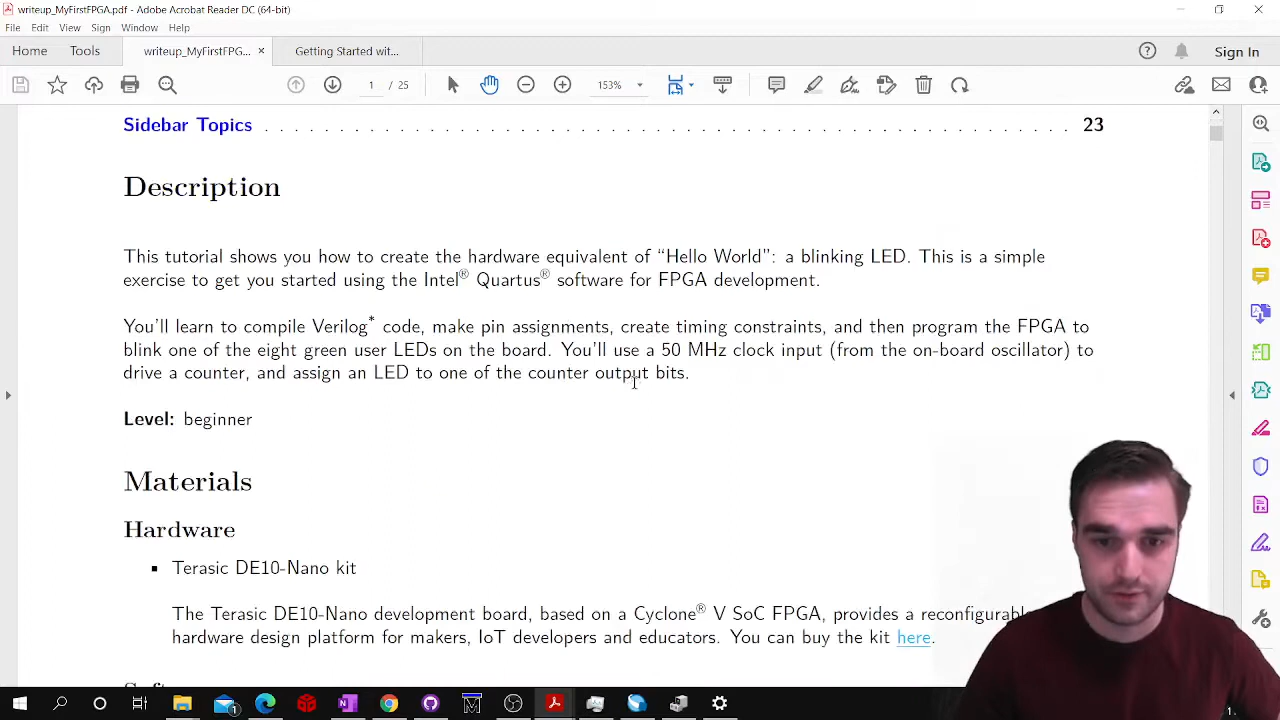 writeup_MyFirstFPGA.pdf - Adobe Acrobat Reader DC (64-bit)
File Edit View Sign Window Help
Home Tools writeup_MyFirstFPG... × Getting Started wit... Sign In
1 / 25 153%
Sidebar Topics . . . . . . . . . . . . . . . . . . . . . . . . . . . . . . . . . . . . . . . . . . . . . . . . . . . . . 23
Description
This tutorial shows you how to create the hardware equivalent of “Hello World”: a blinking LED. This is a simple
exercise to get you started using the Intel® Quartus® software for FPGA development.
You'll learn to compile Verilog* code, make pin assignments, create timing constraints, and then program the FPGA to
blink one of the eight green user LEDs on the board. You'll use a 50 MHz clock input (from the on-board oscillator) to
drive a counter, and assign an LED to one of the counter output bits.
Level: beginner
Materials
Hardware
▪ Terasic DE10-Nano kit
The Terasic DE10-Nano development board, based on a Cyclone® V SoC FPGA, provides a reconfigurable
hardware design platform for makers, IoT developers and educators. You can buy the kit here.